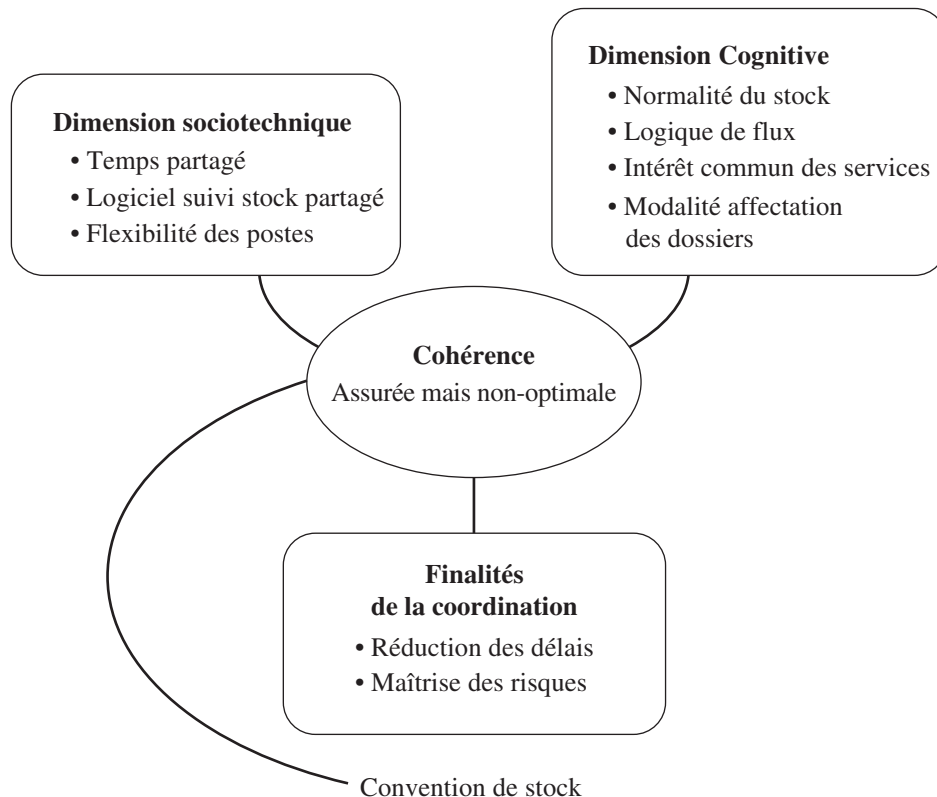 Dimension sociotechnique
• Temps partagé
• Logiciel suivi stock partagé
• Flexibilité des postes
Dimension Cognitive
• Normalité du stock
• Logique de flux
• Intérêt commun des services
• Modalité affectation
des dossiers
Cohérence
Assurée mais non-optimale
Finalités
de la coordination
• Réduction des délais
• Maîtrise des risques
Convention de stock